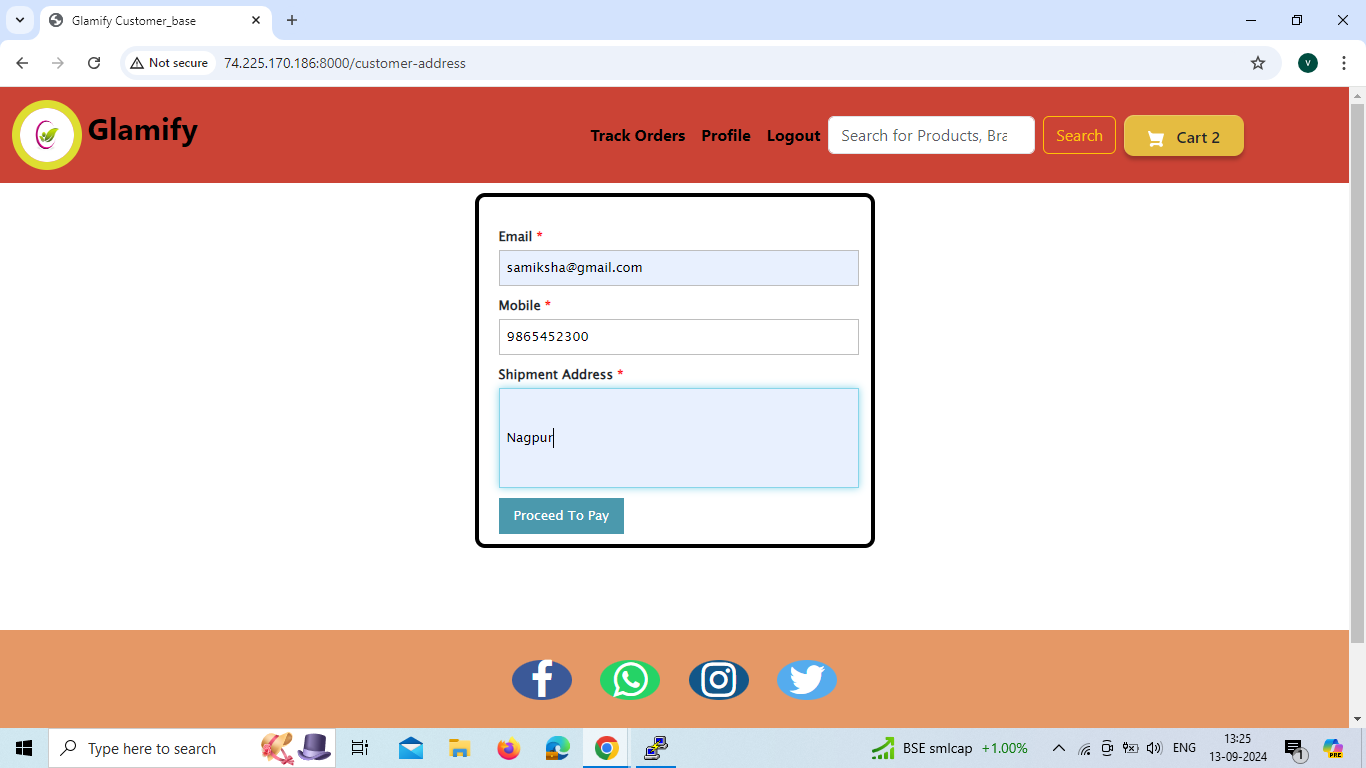 Glamify Customer_base
Not secure
74.225.170.186:8000/customer-address
V
Glamify
Track Orders Profile Logout Search for Products, Bra Search Cart 2
Email *
samiksha@gmail.com
Mobile *
9865452300
Shipment Address *
Nagpur
Proceed To Pay
Type here to search
BSE smlcap +1.00%
ENG
13:25
13-09-2024
1
PRE